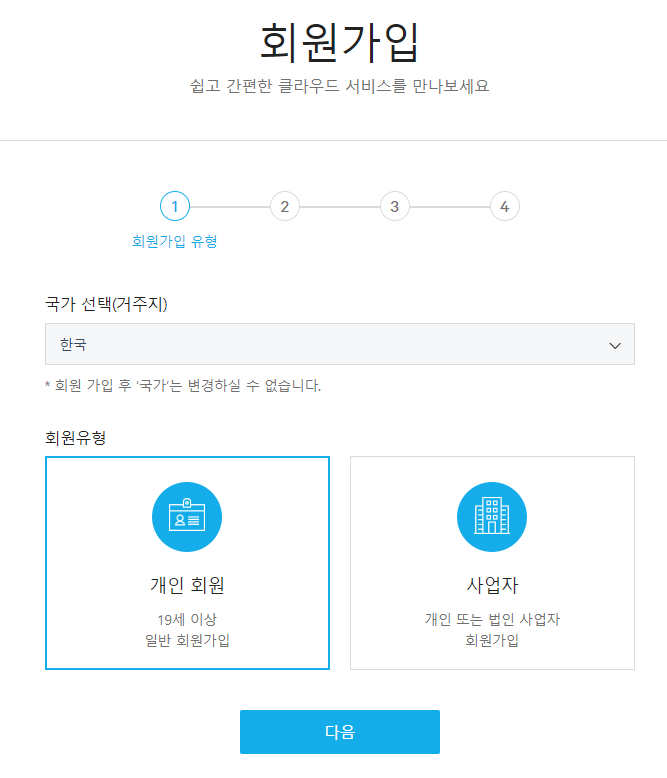 회원가입
쉽고 간편한 클라우드 서비스를 만나보세요
1 2 3 4
회원가입 유형
국가 선택(거주지)
한국
* 회원 가입 후 '국가'는 변경하실 수 없습니다.
회원유형
개인 회원
19세 이상
일반 회원가입
사업자
개인 또는 법인 사업자
회원가입
다음